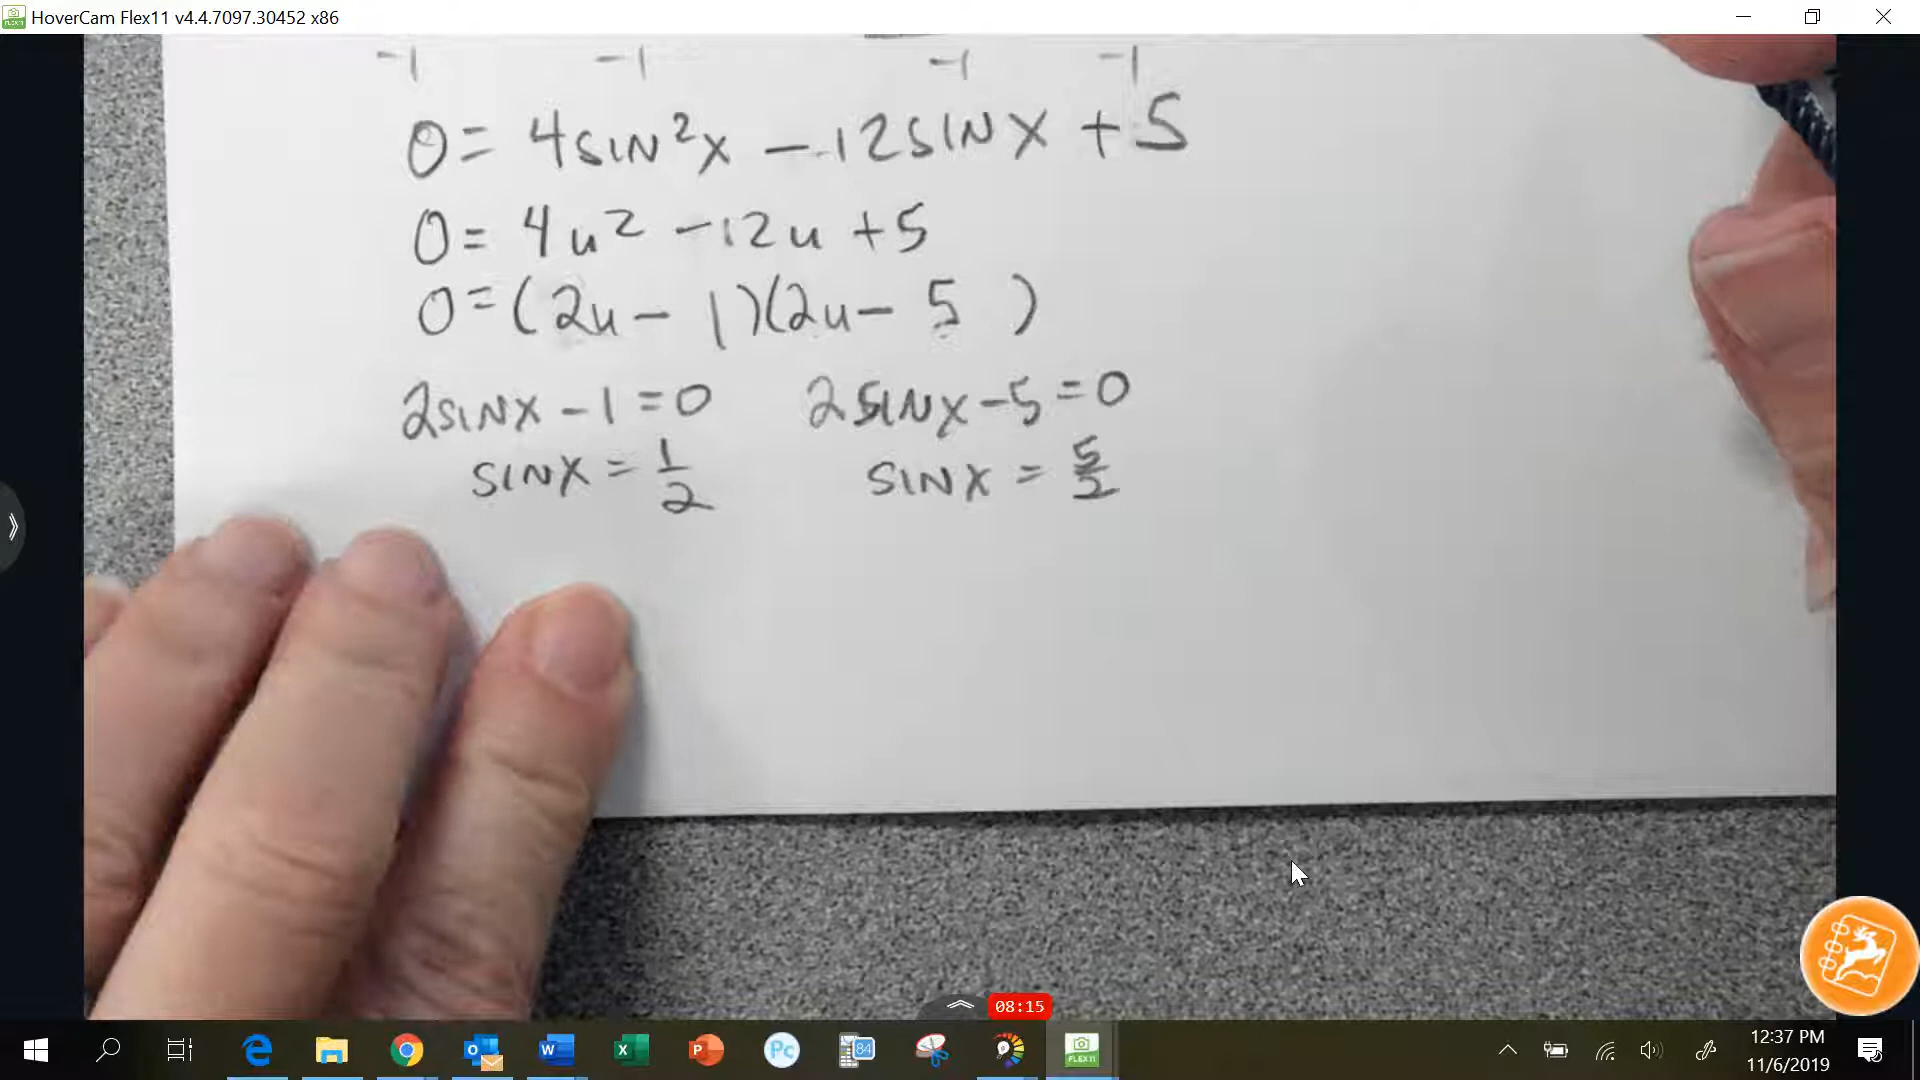 HoverCam Flex11 v4.4.7097.30452 x86
-1 -1 -1 -1
0 = 4sin²x - 12sinx + 5
0 = 4u² - 12u + 5
0 = (2u - 1)(2u - 5 )
2sinx - 1 = 0 2sinx - 5 = 0
sinx = 1/2 sinx = 5/2
08:15
84
FLEX11
12:37 PM
11/6/2019